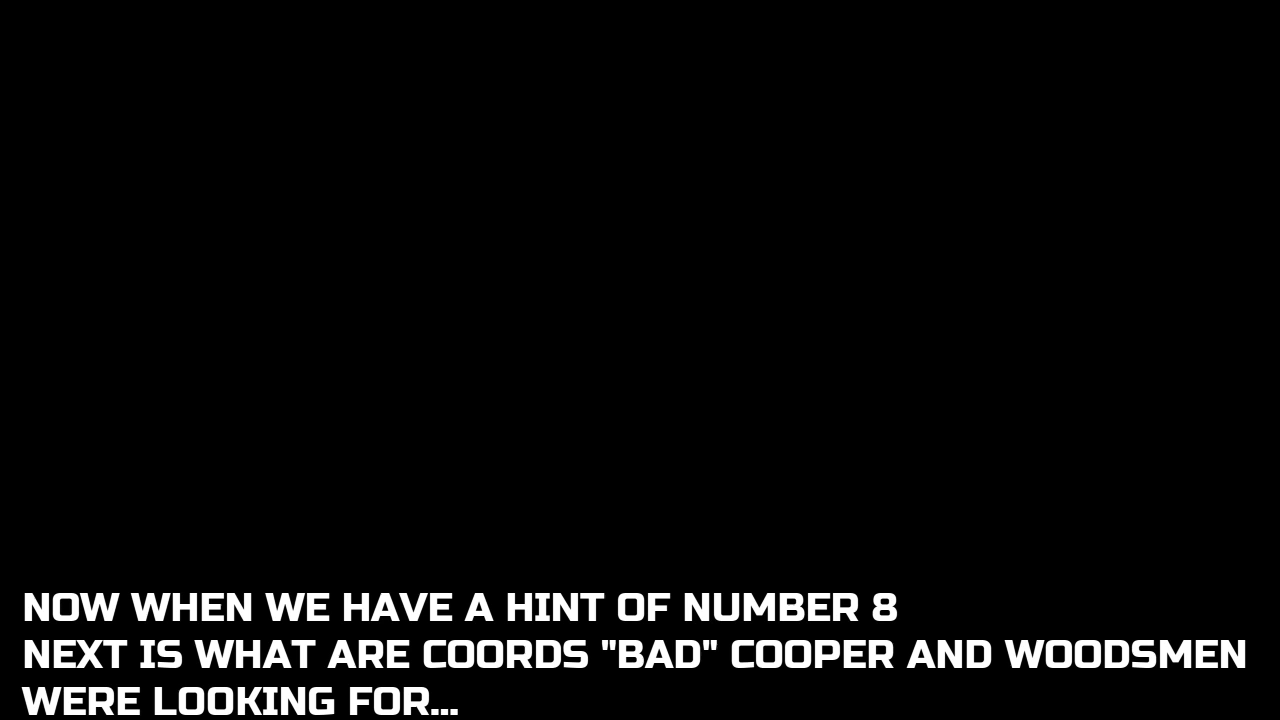 NOW WHEN WE HAVE A HINT OF NUMBER 8
NEXT IS WHAT ARE COORDS "BAD" COOPER AND WOODSMEN
WERE LOOKING FOR...